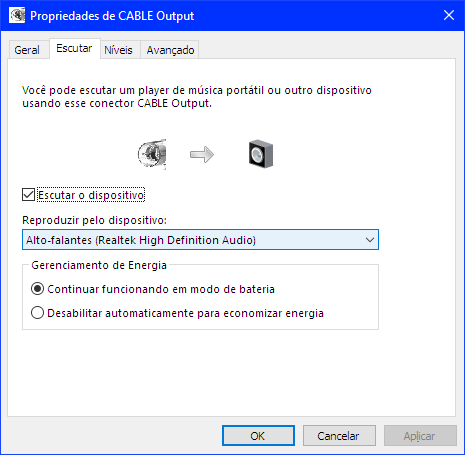 Propriedades de CABLE Output
Geral
Escutar
Níveis
Avançado
Você pode escutar um player de música portátil ou outro dispositivo
usando esse conector CABLE Output.
Escutar o dispositivo
Reproduzir pelo dispositivo:
Alto-falantes (Realtek High Definition Audio)
Gerenciamento de Energia
Continuar funcionando em modo de bateria
Desabilitar automaticamente para economizar energia
OK
Cancelar
Aplicar